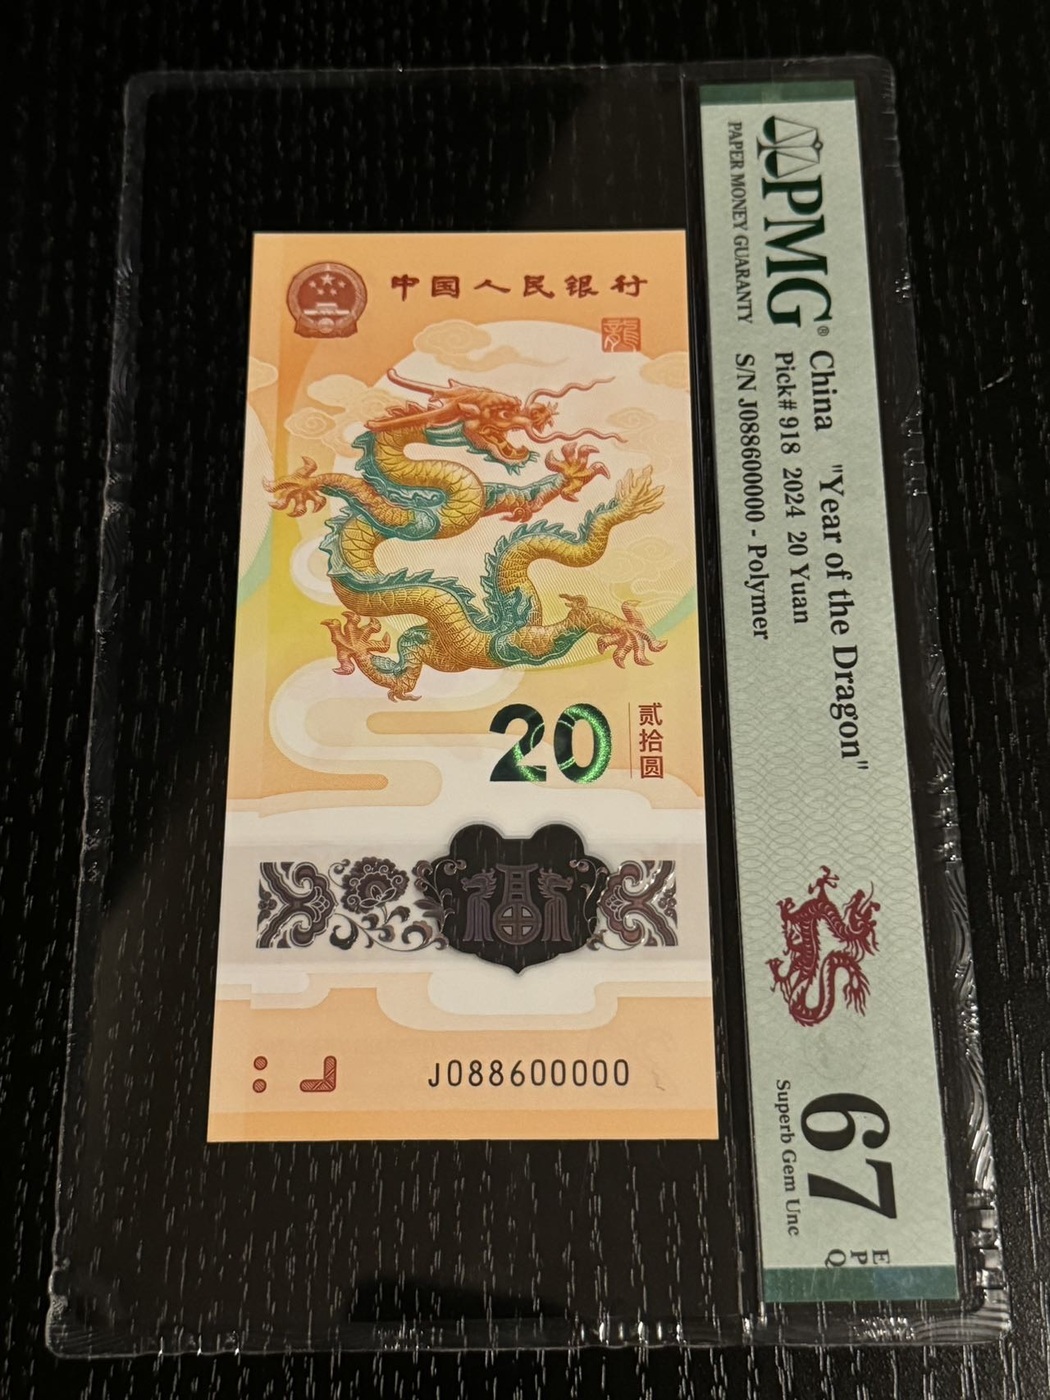 中国人民银行
龍
20
贰拾圆
J088600000
PMG®
PAPER MONEY GUARANTY
China "Year of the Dragon"
Pick# 918 2024 20 Yuan
S/N J088600000 - Polymer
67
EPQ
Superb Gem Unc